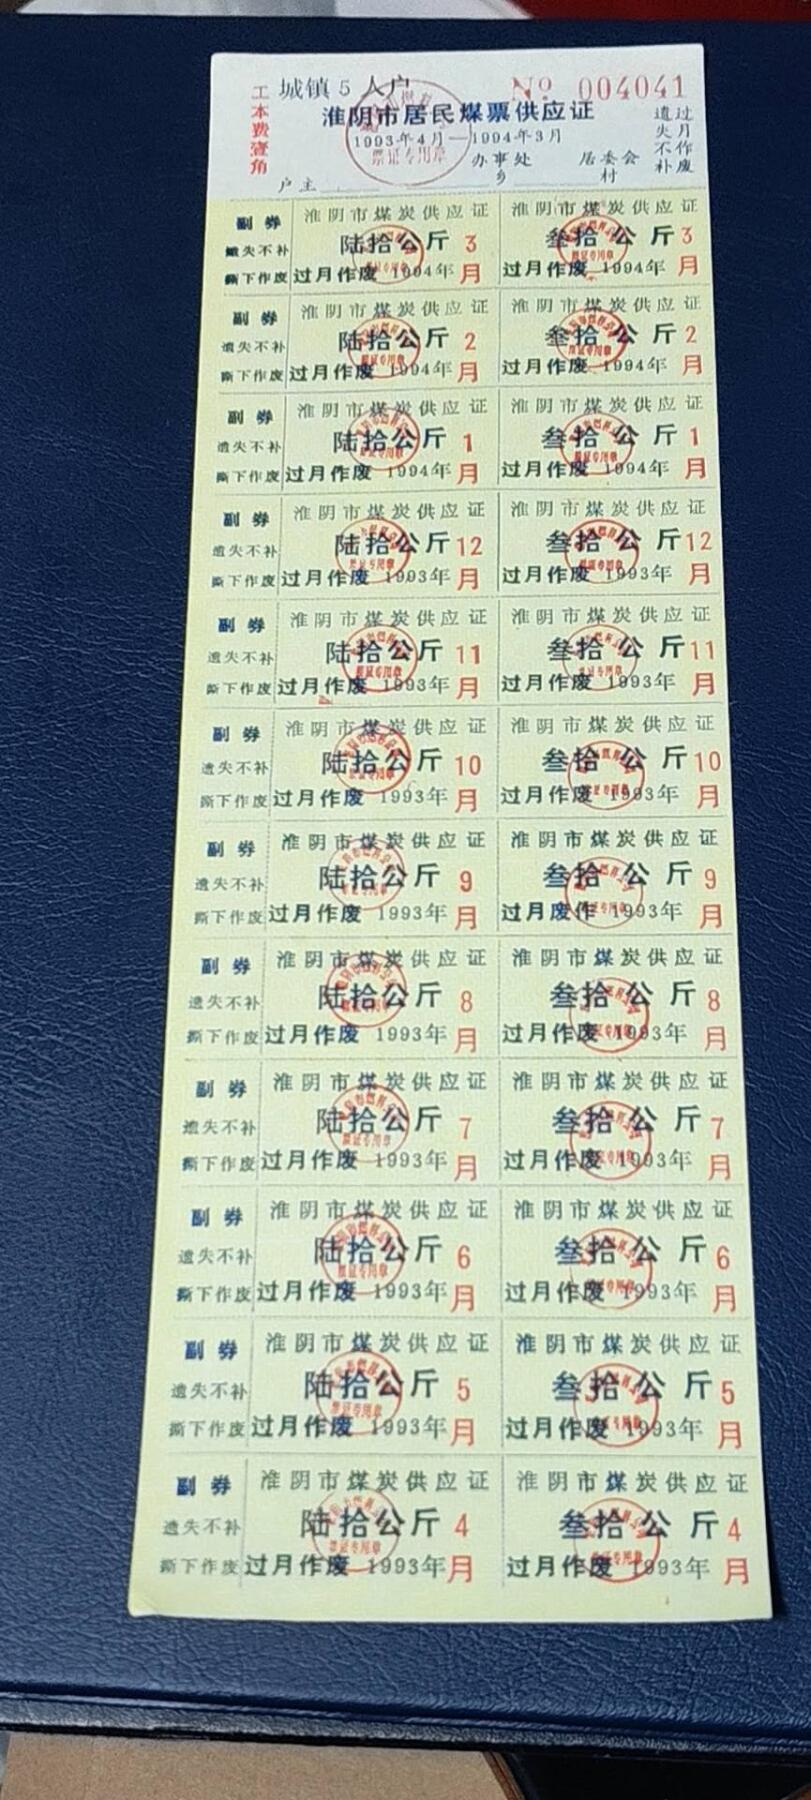 城镇 5 人户
No 004041
淮阴市居民煤票供应证
1993年4月—1994年3月
票证专用章
办事处 居委会
户主 乡 村
工本费壹角
过月作废
遗失不补
副券 淮阴市煤炭供应证 淮阴市煤炭供应证
遗失不补 陆拾公斤 3 叁拾公斤 3
撕下作废 过月作废 1994年 月 过月作废 1994年 月
副券 淮阴市煤炭供应证 淮阴市煤炭供应证
遗失不补 陆拾公斤 2 叁拾公斤 2
撕下作废 过月作废 1994年 月 过月作废 1994年 月
副券 淮阴市煤炭供应证 淮阴市煤炭供应证
遗失不补 陆拾公斤 1 叁拾公斤 1
撕下作废 过月作废 1994年 月 过月作废 1994年 月
副券 淮阴市煤炭供应证 淮阴市煤炭供应证
遗失不补 陆拾公斤 12 叁拾公斤 12
撕下作废 过月作废 1993年 月 过月作废 1993年 月
副券 淮阴市煤炭供应证 淮阴市煤炭供应证
遗失不补 陆拾公斤 11 叁拾公斤 11
撕下作废 过月作废 1993年 月 过月作废 1993年 月
副券 淮阴市煤炭供应证 淮阴市煤炭供应证
遗失不补 陆拾公斤 10 叁拾公斤 10
撕下作废 过月作废 1993年 月 过月作废 1993年 月
副券 淮阴市煤炭供应证 淮阴市煤炭供应证
遗失不补 陆拾公斤 9 叁拾公斤 9
撕下作废 过月作废 1993年 月 过月废作 1993年 月
副券 淮阴市煤炭供应证 淮阴市煤炭供应证
遗失不补 陆拾公斤 8 叁拾公斤 8
撕下作废 过月作废 1993年 月 过月作废 1993年 月
副券 淮阴市煤炭供应证 淮阴市煤炭供应证
遗失不补 陆拾公斤 7 叁拾公斤 7
撕下作废 过月作废 1993年 月 过月作废 1993年 月
副券 淮阴市煤炭供应证 淮阴市煤炭供应证
遗失不补 陆拾公斤 6 叁拾公斤 6
撕下作废 过月作废 1993年 月 过月作废 1993年 月
副券 淮阴市煤炭供应证 淮阴市煤炭供应证
遗失不补 陆拾公斤 5 叁拾公斤 5
撕下作废 过月作废 1993年 月 过月作废 1993年 月
副券 淮阴市煤炭供应证 淮阴市煤炭供应证
遗失不补 陆拾公斤 4 叁拾公斤 4
撕下作废 过月作废 1993年 月 过月作废 1993年 月